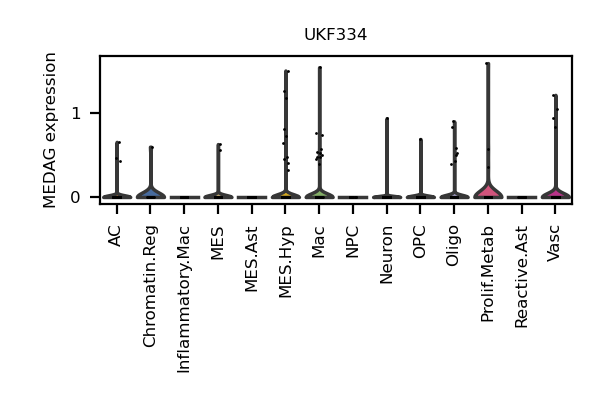 UKF334
MEDAG expression
1
0
AC
Chromatin.Reg
Inflammatory.Mac
MES
MES.Ast
MES.Hyp
Mac
NPC
Neuron
OPC
Oligo
Prolif.Metab
Reactive.Ast
Vasc